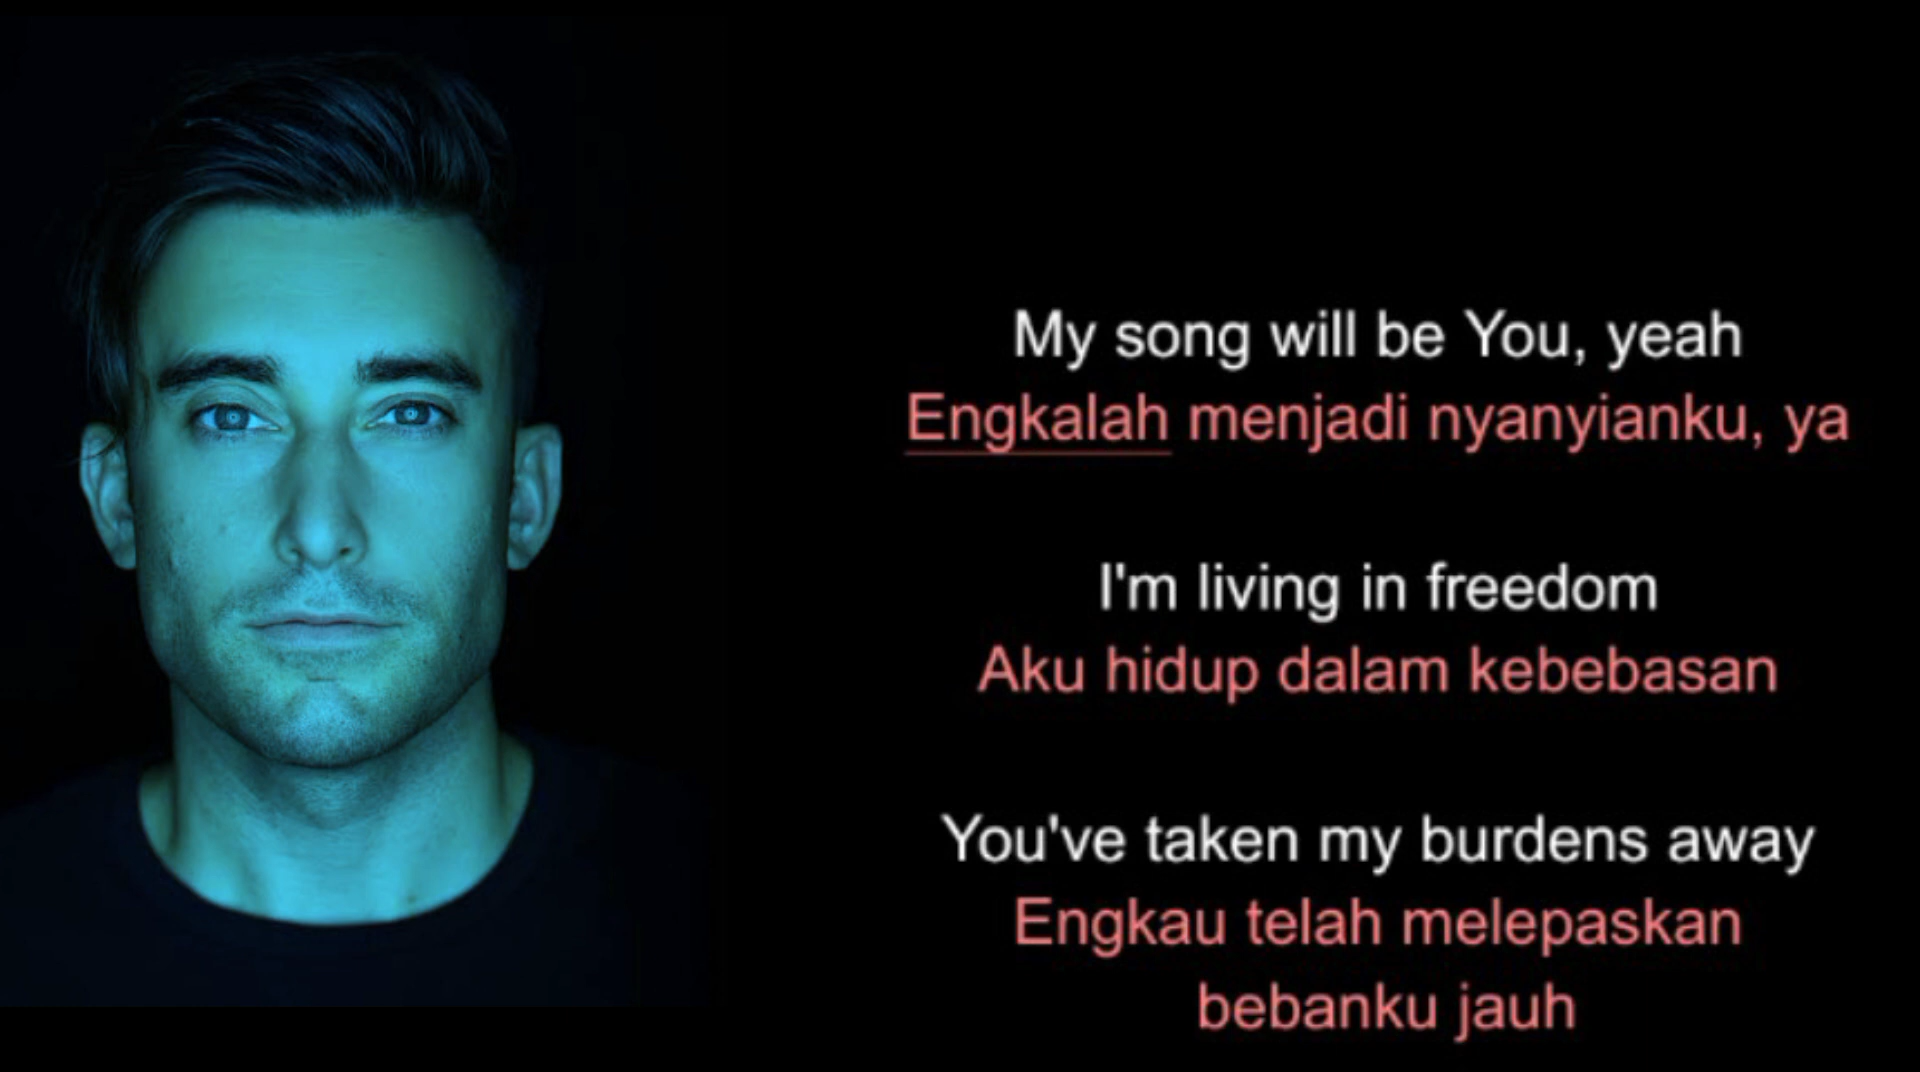 My song will be You, yeah
Engkalah menjadi nyanyianku, ya
I'm living in freedom
Aku hidup dalam kebebasan
You've taken my burdens away
Engkau telah melepaskan
bebanku jauh